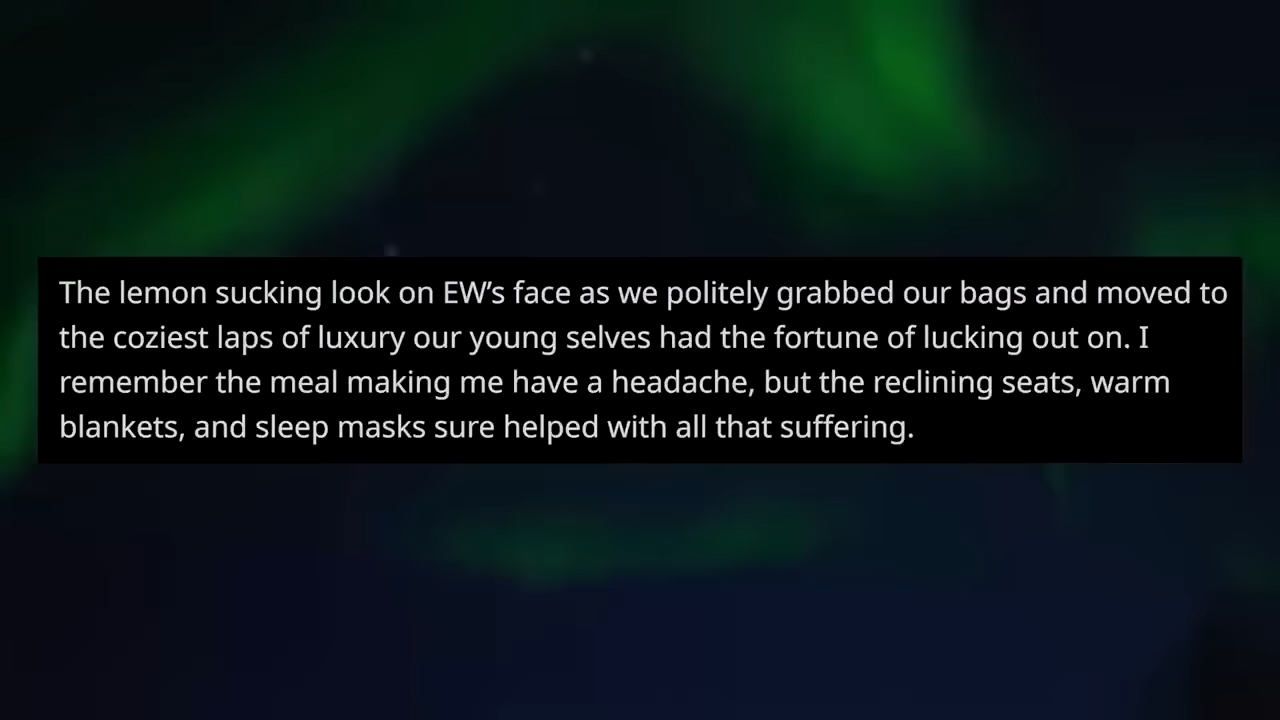 The lemon sucking look on EW’s face as we politely grabbed our bags and moved to
the coziest laps of luxury our young selves had the fortune of lucking out on. I
remember the meal making me have a headache, but the reclining seats, warm
blankets, and sleep masks sure helped with all that suffering.